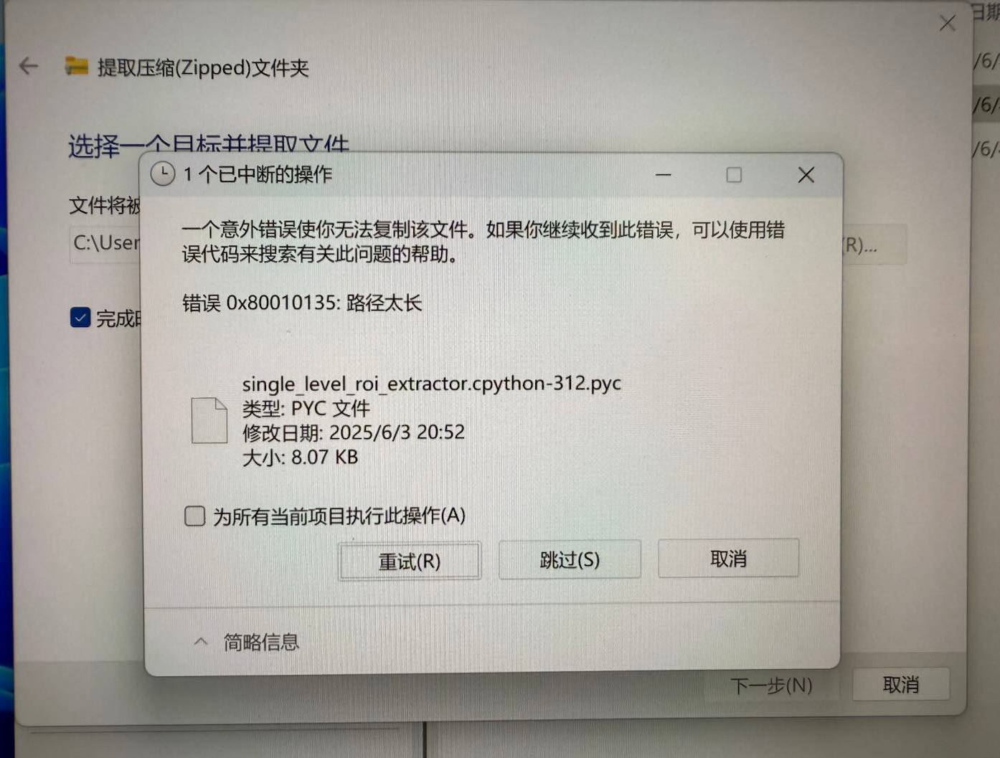 日期
提取压缩(Zipped)文件夹
/6/
/6/
选择一个目标并提取文件
/6/
1 个已中断的操作
文件将被
一个意外错误使你无法复制该文件。如果你继续收到此错误，可以使用错
误代码来搜索有关此问题的帮助。
C:\User
(R)...
错误 0x80010135: 路径太长
完成
single_level_roi_extractor.cpython-312.pyc
类型: PYC 文件
修改日期: 2025/6/3 20:52
大小: 8.07 KB
为所有当前项目执行此操作(A)
重试(R)
跳过(S)
取消
简略信息
下一步(N)
取消